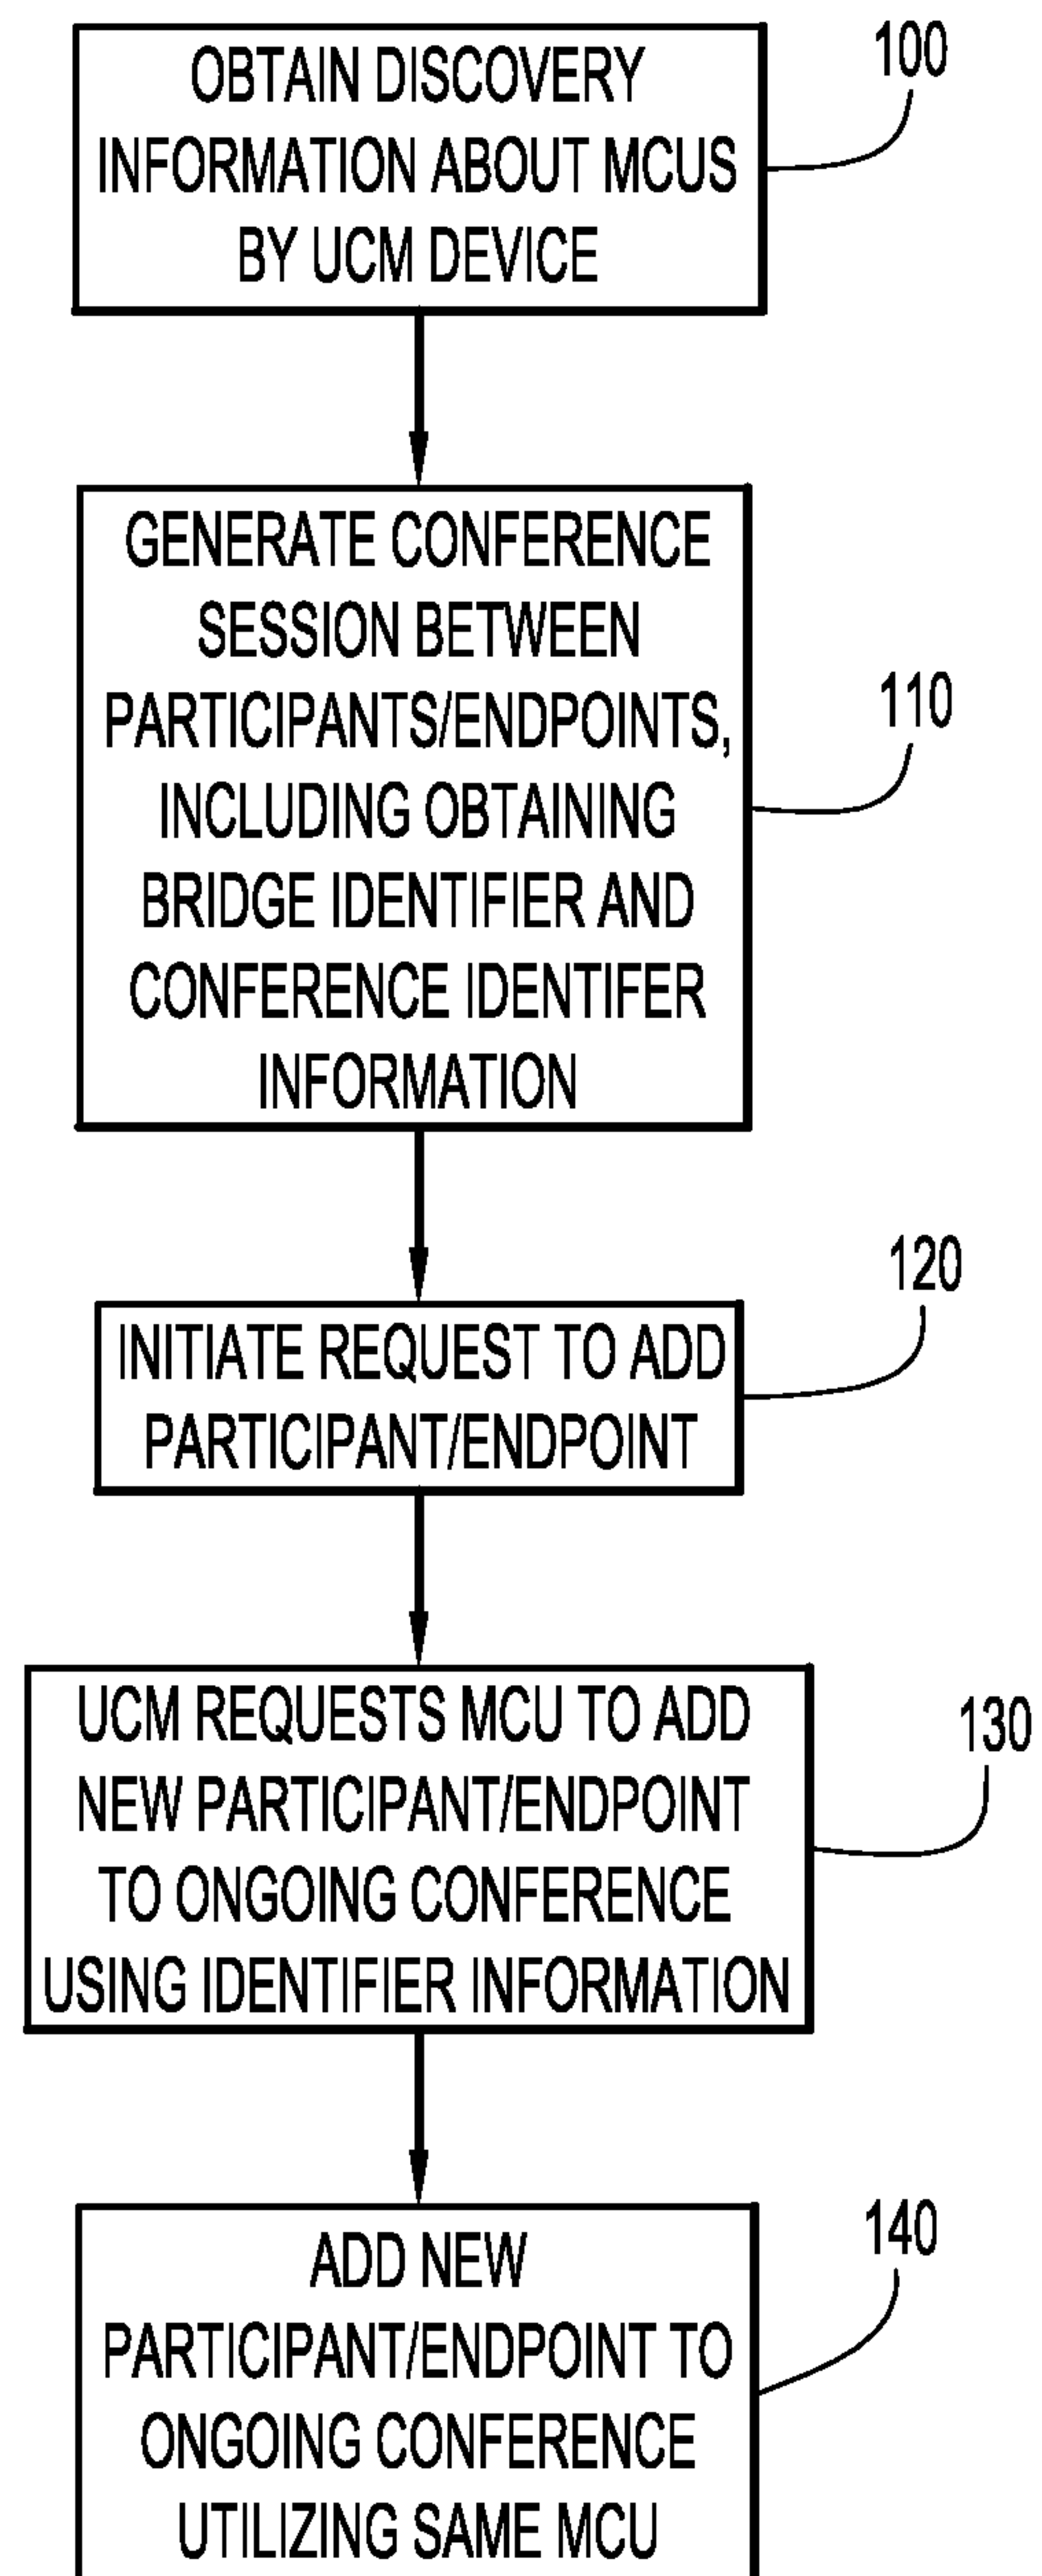 OBTAIN DISCOVERY
INFORMATION ABOUT MCUS
BY UCM DEVICE
100
GENERATE CONFERENCE
SESSION BETWEEN
PARTICIPANTS/ENDPOINTS,
INCLUDING OBTAINING
BRIDGE IDENTIFIER AND
CONFERENCE IDENTIFER
INFORMATION
110
INITIATE REQUEST TO ADD
PARTICIPANT/ENDPOINT
120
UCM REQUESTS MCU TO ADD
NEW PARTICIPANT/ENDPOINT
TO ONGOING CONFERENCE
USING IDENTIFIER INFORMATION
130
ADD NEW
PARTICIPANT/ENDPOINT TO
ONGOING CONFERENCE
UTILIZING SAME MCU
140